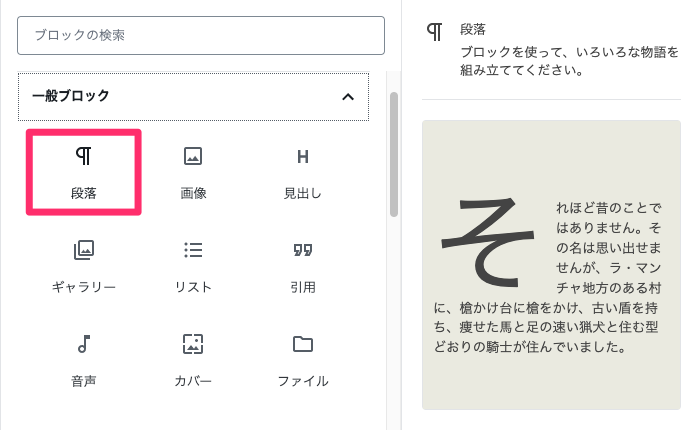 ブロックの検索
一般ブロック
段落
画像
見出し
ギャラリー
リスト
引用
音声
カバー
ファイル
段落
ブロックを使って、いろいろな物語を
組み立ててください。
そ
れほど昔のことで
はありません。そ
の名は思い出せま
せんが、ラ・マン
チャ地方のある村
に、槍かけ台に槍をかけ、古い盾を持
ち、痩せた馬と足の速い猟犬と住む型
どおりの騎士が住んでいました。